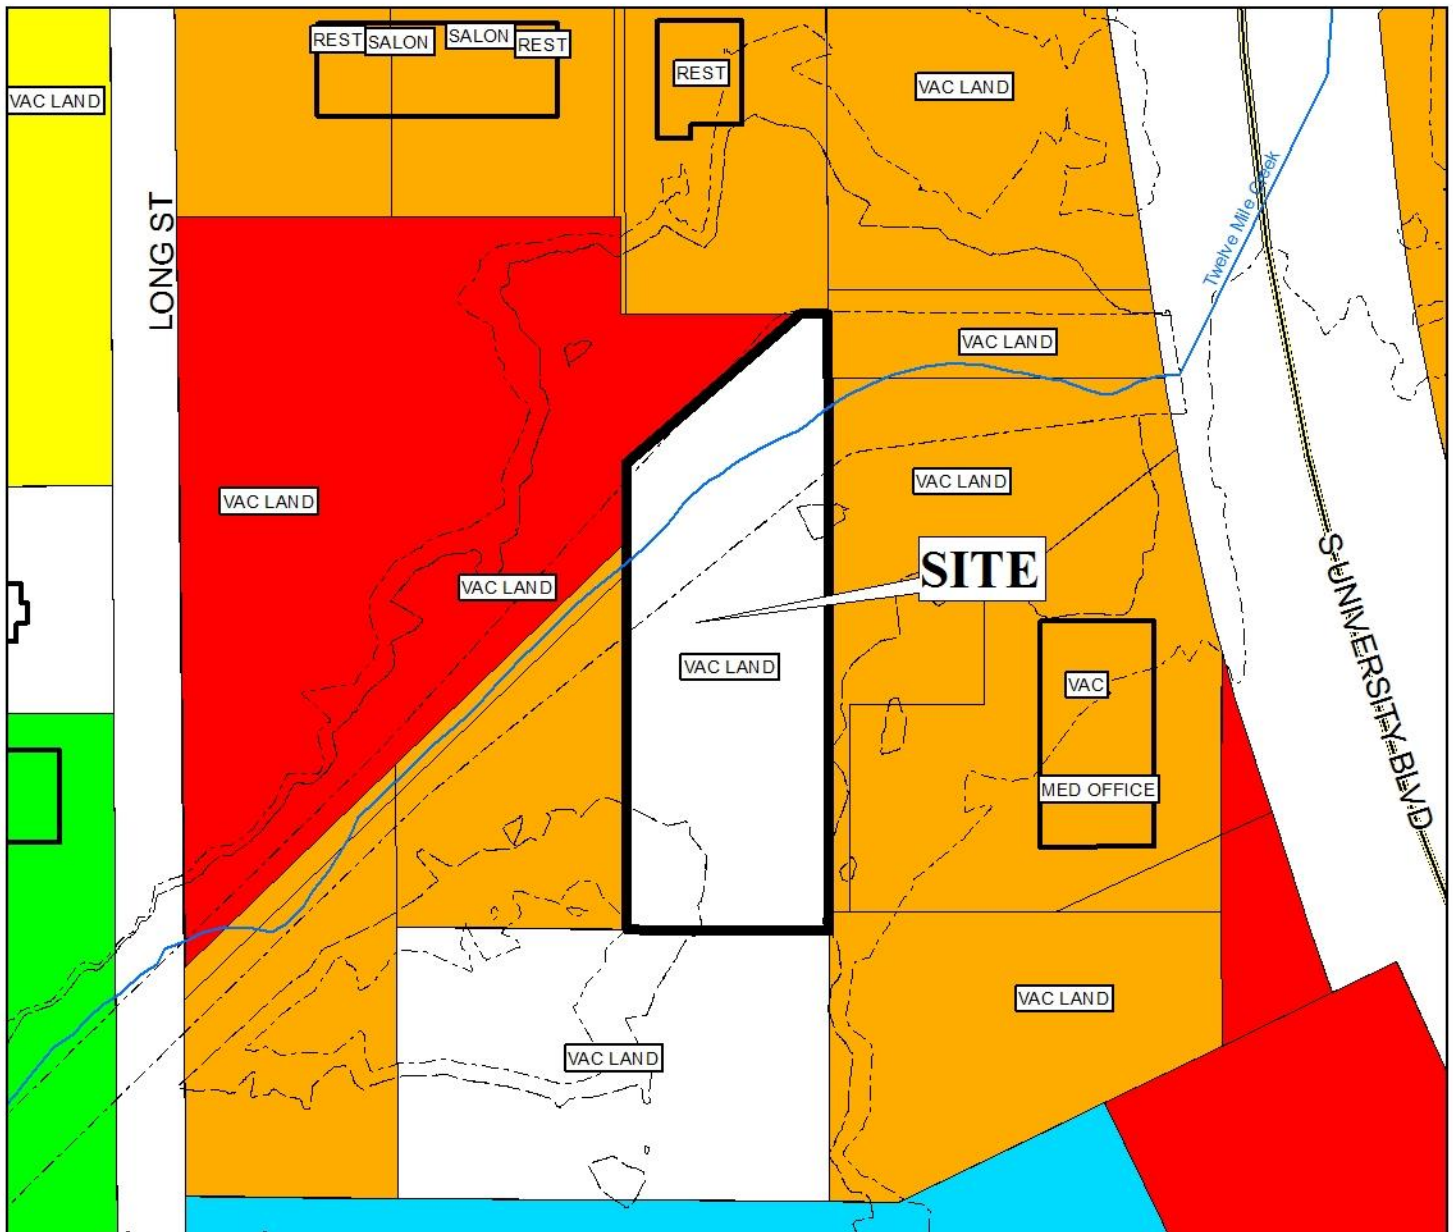 REST
SALON
SALON
REST
REST
VAC LAND
VAC LAND
LONG ST
Twelve Mile Creek
VAC LAND
VAC LAND
VAC LAND
SITE
VAC LAND
VAC LAND
VAC
S UNIVERSITY BLVD
MED OFFICE
VAC LAND
VAC LAND